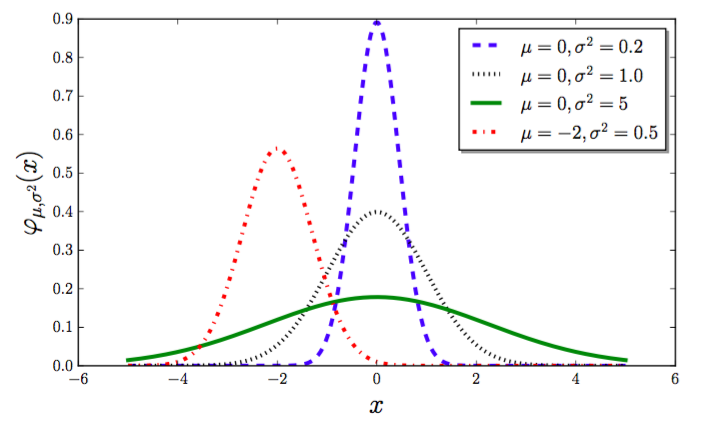 0.9
0.8
0.7
0.6
0.5
0.4
0.3
0.2
0.1
0.0
φμ,σ²(x)
μ = 0, σ² = 0.2
μ = 0, σ² = 1.0
μ = 0, σ² = 5
μ = −2, σ² = 0.5
−6 −4 −2 0 2 4 6
x